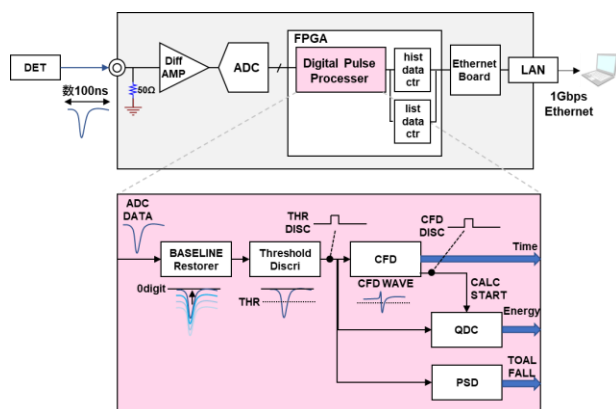 FPGA
DET
Diff
AMP
ADC
Digital Pulse
Processer
hist
data
ctr
Ethernet
Board
LAN
50Ω
数100ns
list
data
ctr
1Gbps
Ethernet
ADC
DATA
THR
DISC
CFD
DISC
BASELINE
Restorer
Threshold
Discri
CFD
Time
0digit
THR
CFD WAVE
CALC
START
QDC
Energy
PSD
TOAL
FALL